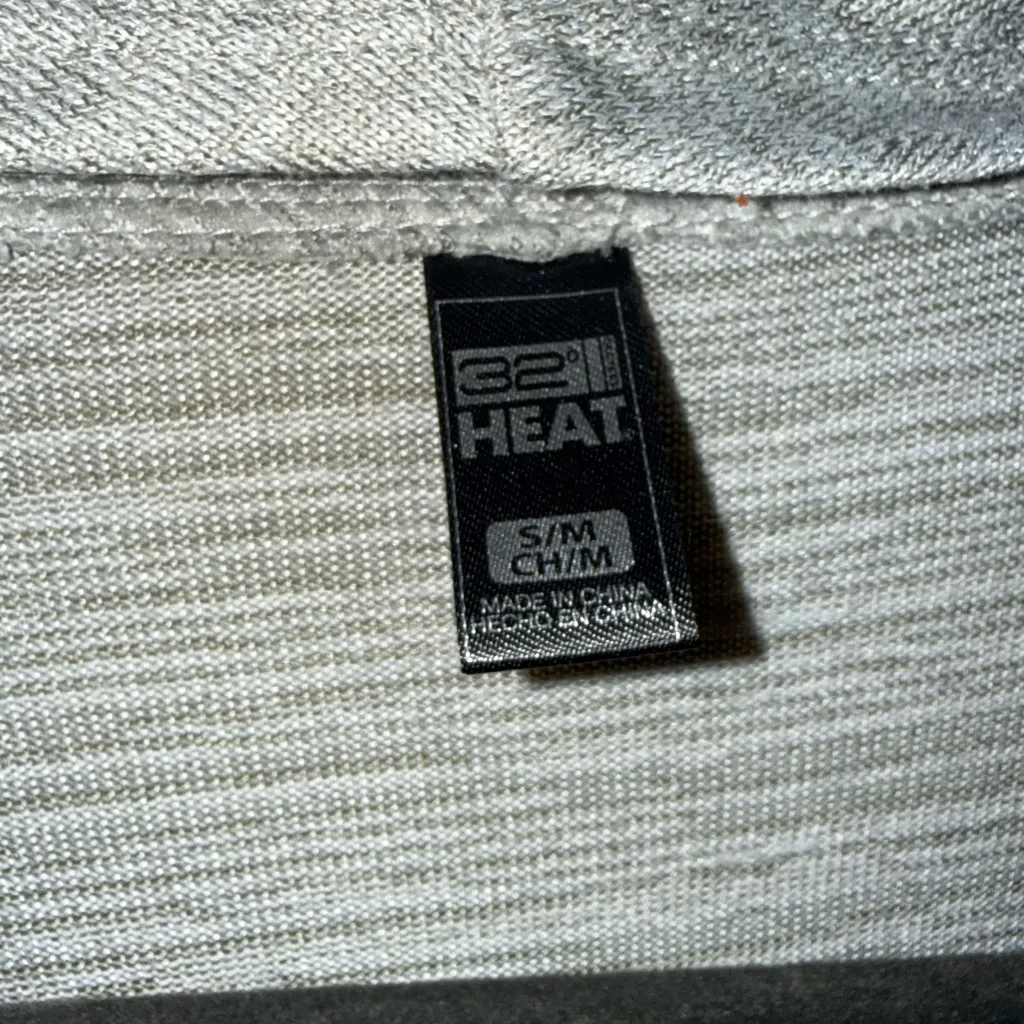 32°
HEAT
S/M
CH/M
MADE IN CHINA
HECHO EN CHINA